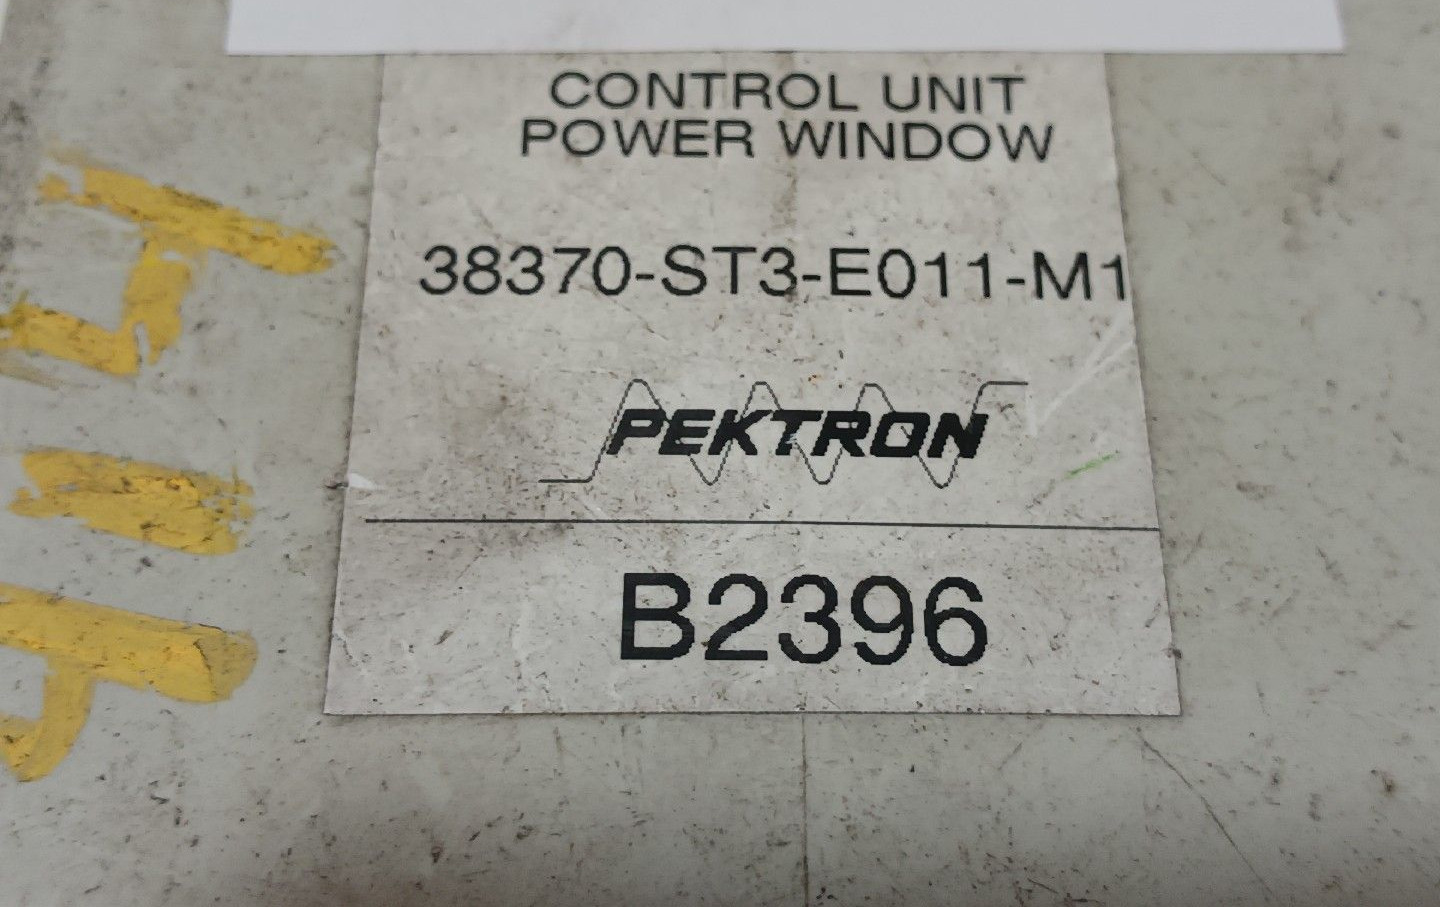 CONTROL UNIT
POWER WINDOW
38370-ST3-E011-M1
PEKTRON
B2396